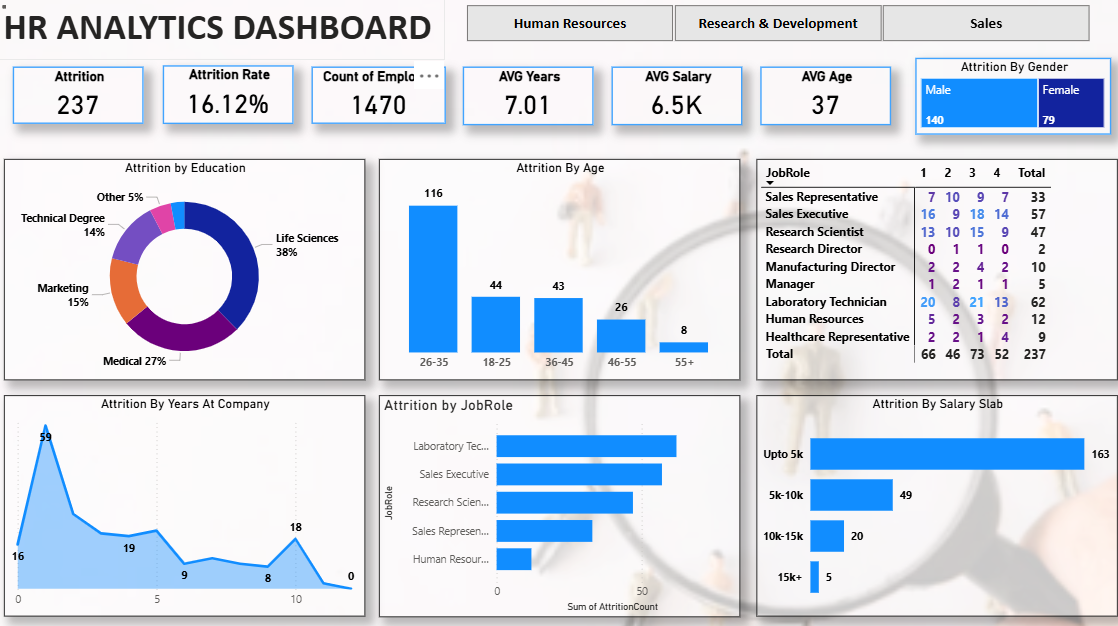 HR ANALYTICS DASHBOARD
Human Resources
Research & Development
Sales
Attrition
237
Attrition Rate
16.12%
Count of Emplo
1470
AVG Years
7.01
AVG Salary
6.5K
AVG Age
37
Attrition By Gender
Male
140
Female
79
Attrition by Education
Other 5%
Technical Degree
14%
Marketing
15%
Medical 27%
Life Sciences
38%
Attrition By Age
116
44
43
26
8
26-35 18-25 36-45 46-55 55+
JobRole 1 2 3 4 Total
Sales Representative 7 10 9 7 33
Sales Executive 16 9 18 14 57
Research Scientist 13 10 15 9 47
Research Director 0 1 1 0 2
Manufacturing Director 2 2 4 2 10
Manager 1 2 1 1 5
Laboratory Technician 20 8 21 13 62
Human Resources 5 2 3 2 12
Healthcare Representative 2 2 1 4 9
Total 66 46 73 52 237
Attrition By Years At Company
59
16
19
9
8
18
0
0 5 10
Attrition by JobRole
JobRole
Laboratory Tec...
Sales Executive
Research Scien...
Sales Represen...
Human Resour...
0 50
Sum of AttritionCount
Attrition By Salary Slab
Upto 5k 163
5k-10k 49
10k-15k 20
15k+ 5